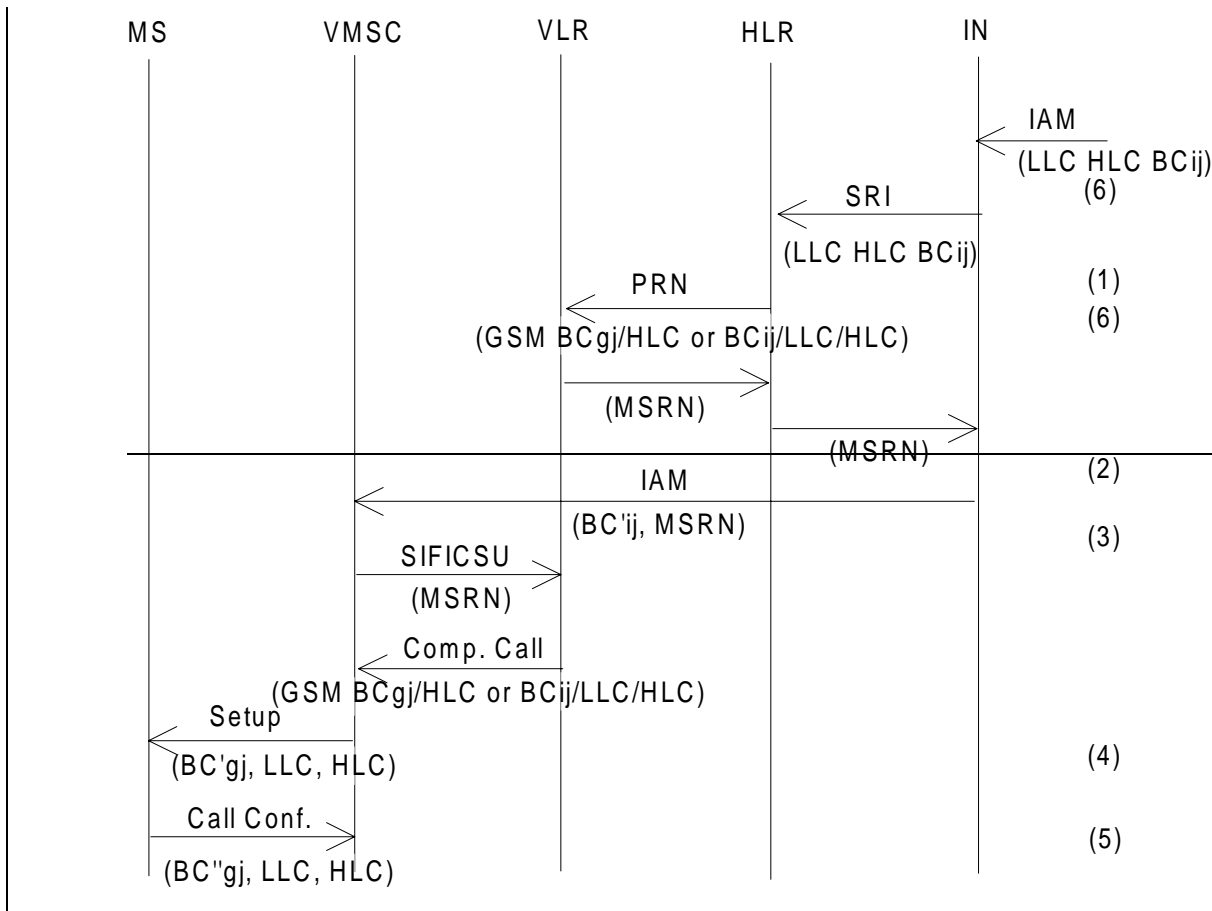 MS VMSC VLR HLR IN
IAM
(LLC HLC BCij)
(6)
SRI
(LLC HLC BCij)
(1)
PRN
(6)
(GSM BCgj/HLC or BCij/LLC/HLC)
(MSRN)
(MSRN)
(2)
IAM
(BC'ij, MSRN)
(3)
SIFICSU
(MSRN)
Comp. Call
(GSM BCgj/HLC or BCij/LLC/HLC)
Setup
(BC'gj, LLC, HLC)
(4)
Call Conf.
(5)
(BC"gj, LLC, HLC)